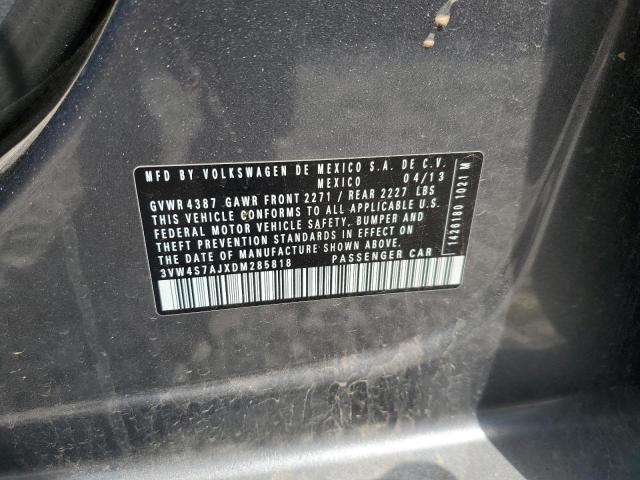 MFD BY VOLKSWAGEN DE MEXICO S.A. DE C.V.
MEXICO 04/13
GVWR 4387 GAWR FRONT 2271 / REAR 2227 LBS
THIS VEHICLE CONFORMS TO ALL APPLICABLE U.S.
FEDERAL MOTOR VEHICLE SAFETY, BUMPER AND
THEFT PREVENTION STANDARDS IN EFFECT ON
THE DATE OF MANUFACTURE SHOWN ABOVE.
3VW4S7AJXDM285818 PASSENGER CAR
1426180 1021 M